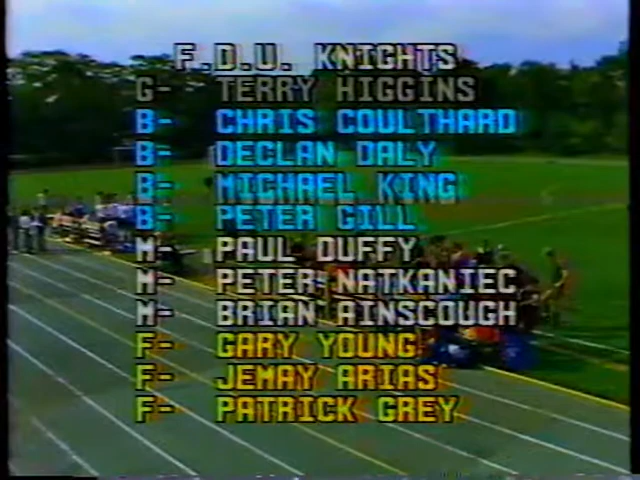 F.D.U. KNIGHTS
G- TERRY HIGGINS
B- CHRIS COULTHARD
B- DECLAN DALY
B- MICHAEL KING
B- PETER GILL
M- PAUL DUFFY
M- PETER NATKANIEC
M- BRIAN AINSCOUGH
F- GARY YOUNG
F- JEMAY ARIAS
F- PATRICK GREY